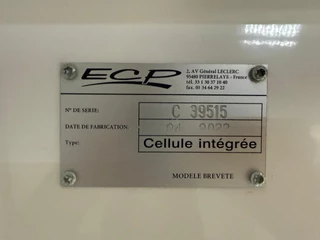 ECP
2, AV Général LECLERC
95480 PIERRELAYE - France
tél. 33 1 30 37 10 40
fax. 01 34 64 29 22
N° DE SERIE: C 39515
DATE DE FABRICATION
Type: Cellule intégrée
MODELE BREVETE